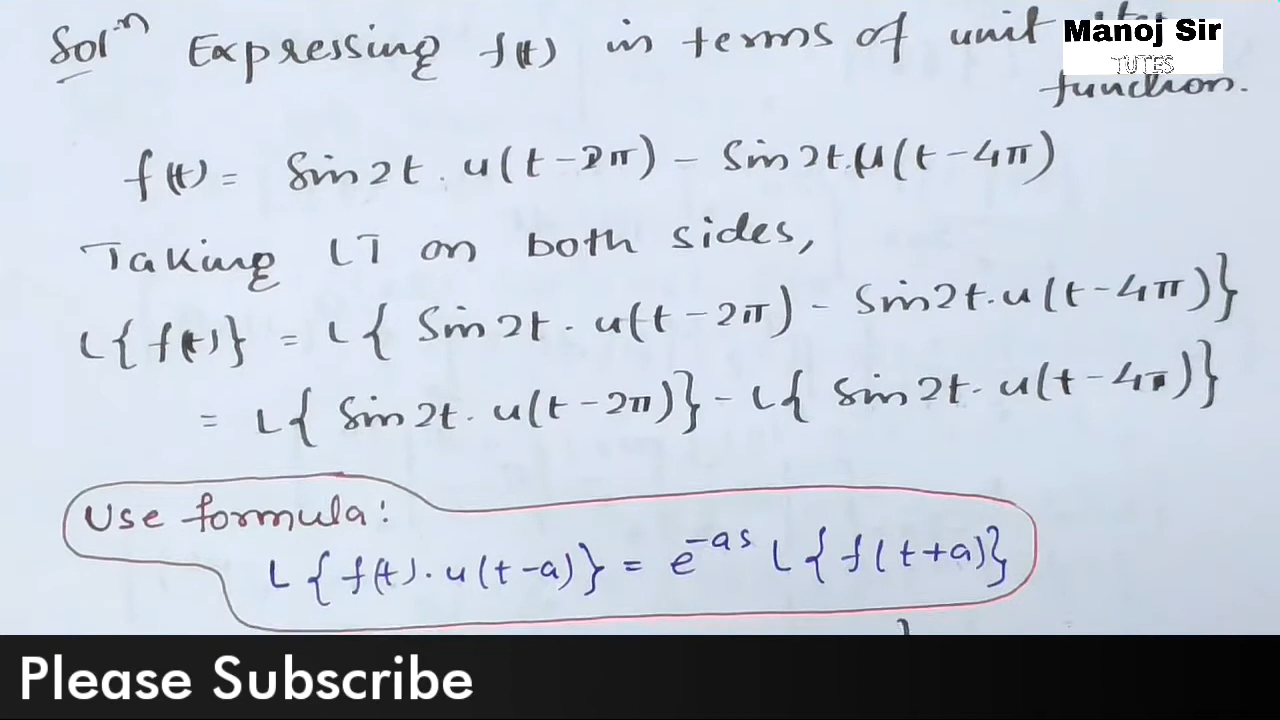 Solⁿ Expressing f(t) in terms of unit
Manoj Sir
TUTES
function.
f(t) = Sin2t. u(t-2π) - Sin2t.u(t-4π)
Taking LT on both sides,
L{f(t)} = L{ Sin2t. u(t-2π) - Sin2t.u(t-4π)}
= L{ Sin2t. u(t-2π)} - L{ Sin2t. u(t-4π)}
Use formula:
L{f(t).u(t-a)} = e^-as L{f(t+a)}
Please Subscribe